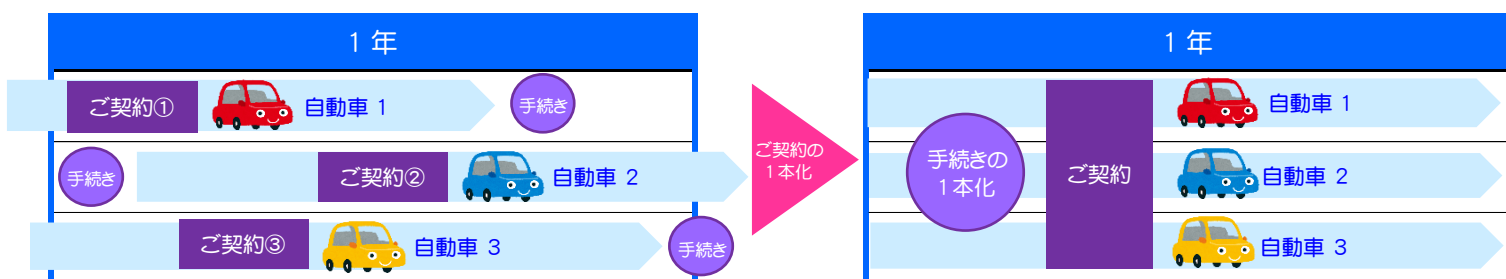 1年
ご契約①
自動車 1
手続き
手続き
ご契約②
自動車 2
ご契約③
自動車 3
手続き
ご契約の
1本化
1年
手続きの
1本化
ご契約
自動車 1
自動車 2
自動車 3